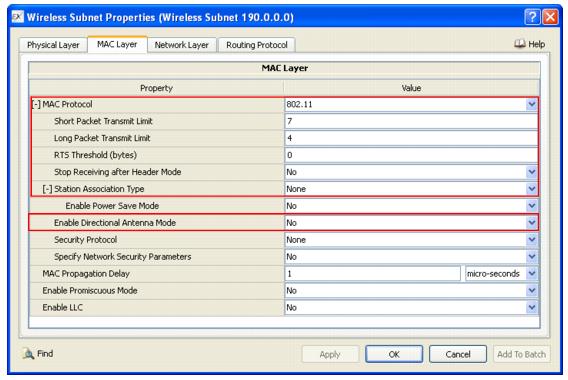 Wireless Subnet Properties (Wireless Subnet 190.0.0.0)
Physical Layer MAC Layer Network Layer Routing Protocol Help
MAC Layer
Property Value
[-] MAC Protocol 802.11
Short Packet Transmit Limit 7
Long Packet Transmit Limit 4
RTS Threshold (bytes) 0
Stop Receiving after Header Mode No
[-] Station Association Type None
Enable Power Save Mode No
Enable Directional Antenna Mode No
Security Protocol None
Specify Network Security Parameters No
MAC Propagation Delay 1 micro-seconds
Enable Promiscuous Mode No
Enable LLC No
Find Apply OK Cancel Add To Batch